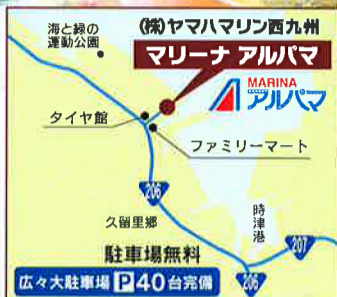 海と緑の
運動公園
(株)ヤマハマリン西九州
マリーナ アルパマ
MARINA
アルパマ
タイヤ館
ファミリーマート
206
久留里郷
時津港
207
駐車場無料
206
広々大駐車場 P 40台完備